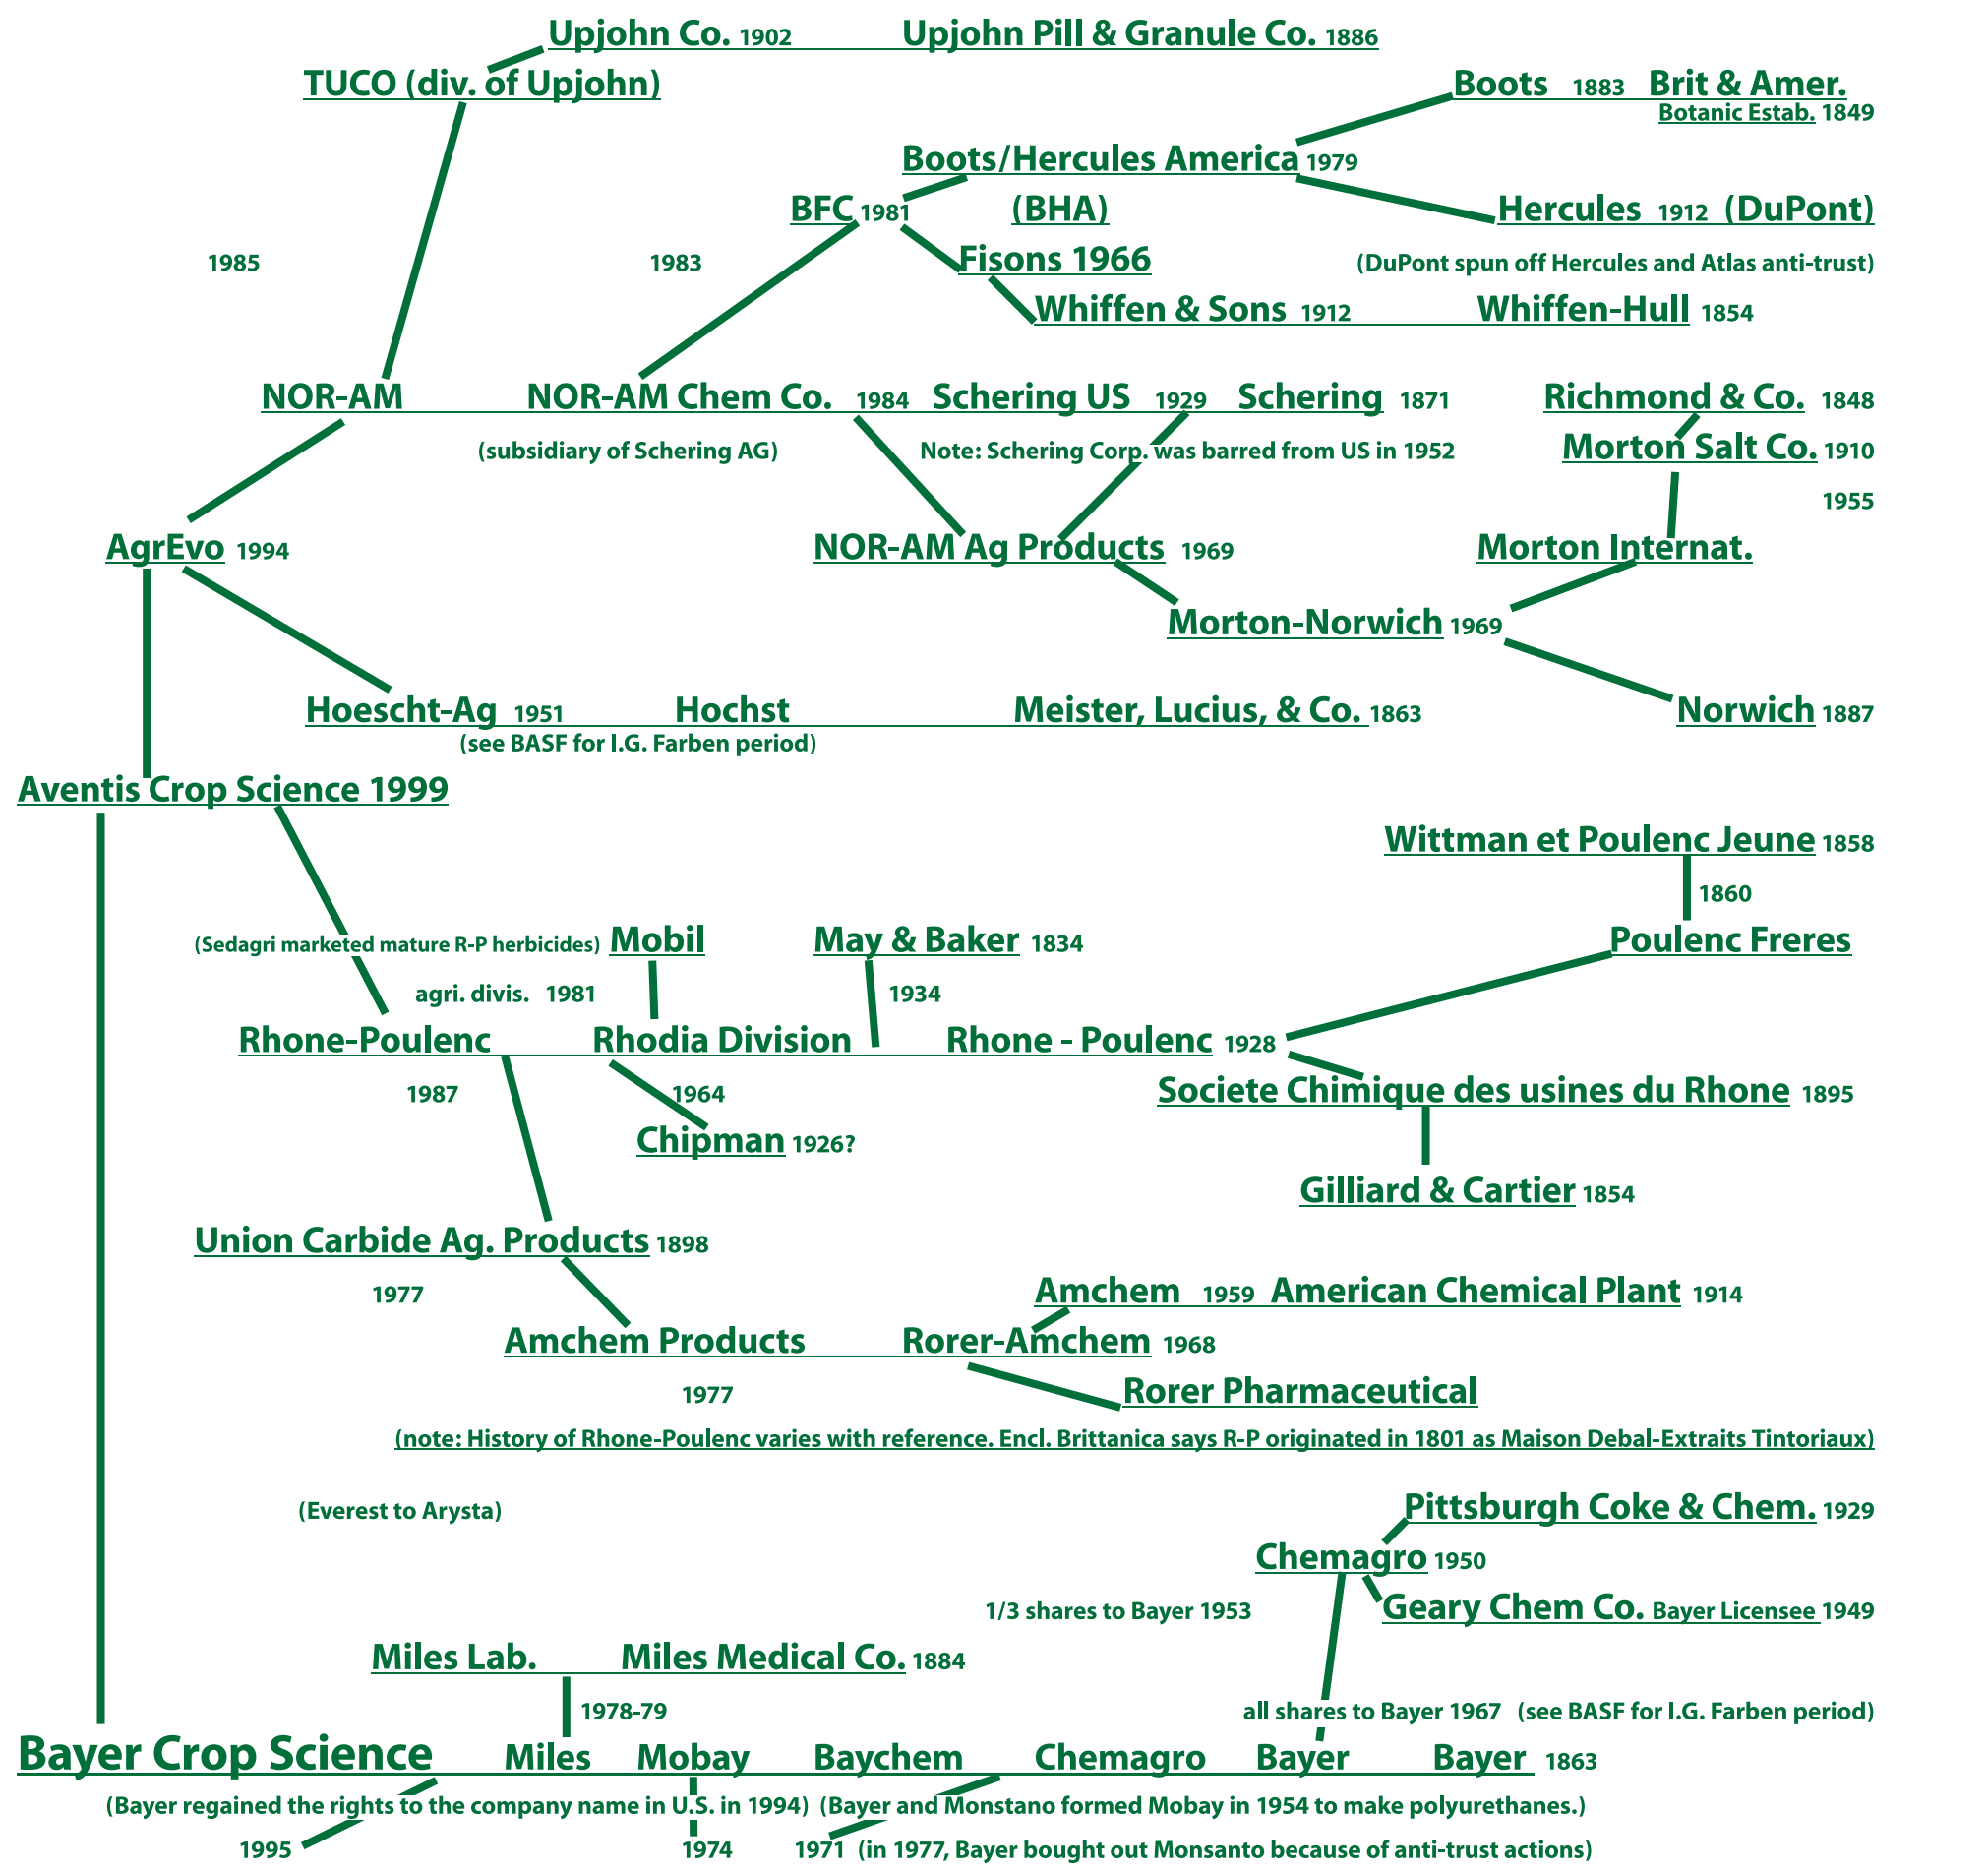 Upjohn Co. 1902 Upjohn Pill & Granule Co. 1886
TUCO (div. of Upjohn) Boots 1883 Brit & Amer.
Botanic Estab. 1849
Boots/Hercules America 1979
BFC 1981 (BHA) Hercules 1912 (DuPont)
1985 1983 Fisons 1966 (DuPont spun off Hercules and Atlas anti-trust)
Whiffen & Sons 1912 Whiffen-Hull 1854
NOR-AM NOR-AM Chem Co. 1984 Schering US 1929 Schering 1871 Richmond & Co. 1848
(subsidiary of Schering AG) Note: Schering Corp. was barred from US in 1952 Morton Salt Co. 1910
1955
AgrEvo 1994 NOR-AM Ag Products 1969 Morton Internat.
Morton-Norwich 1969
Hoescht-Ag 1951 Hochst Meister, Lucius, & Co. 1863 Norwich 1887
(see BASF for I.G. Farben period)
Aventis Crop Science 1999
Wittman et Poulenc Jeune 1858
1860
(Sedagri marketed mature R-P herbicides) Mobil May & Baker 1834 Poulenc Freres
agri. divis. 1981 1934
Rhone-Poulenc Rhodia Division Rhone - Poulenc 1928
1987 1964 Societe Chimique des usines du Rhone 1895
Chipman 1926?
Gilliard & Cartier 1854
Union Carbide Ag. Products 1898
1977 Amchem 1959 American Chemical Plant 1914
Amchem Products Rorer-Amchem 1968
1977 Rorer Pharmaceutical
(note: History of Rhone-Poulenc varies with reference. Encl. Brittanica says R-P originated in 1801 as Maison Debal-Extraits Tintoriaux)
(Everest to Arysta) Pittsburgh Coke & Chem. 1929
Chemagro 1950
1/3 shares to Bayer 1953 Geary Chem Co. Bayer Licensee 1949
Miles Lab. Miles Medical Co. 1884
1978-79 all shares to Bayer 1967 (see BASF for I.G. Farben period)
Bayer Crop Science Miles Mobay Baychem Chemagro Bayer Bayer 1863
(Bayer regained the rights to the company name in U.S. in 1994) (Bayer and Monstano formed Mobay in 1954 to make polyurethanes.)
1995 1974 1971 (in 1977, Bayer bought out Monsanto because of anti-trust actions)